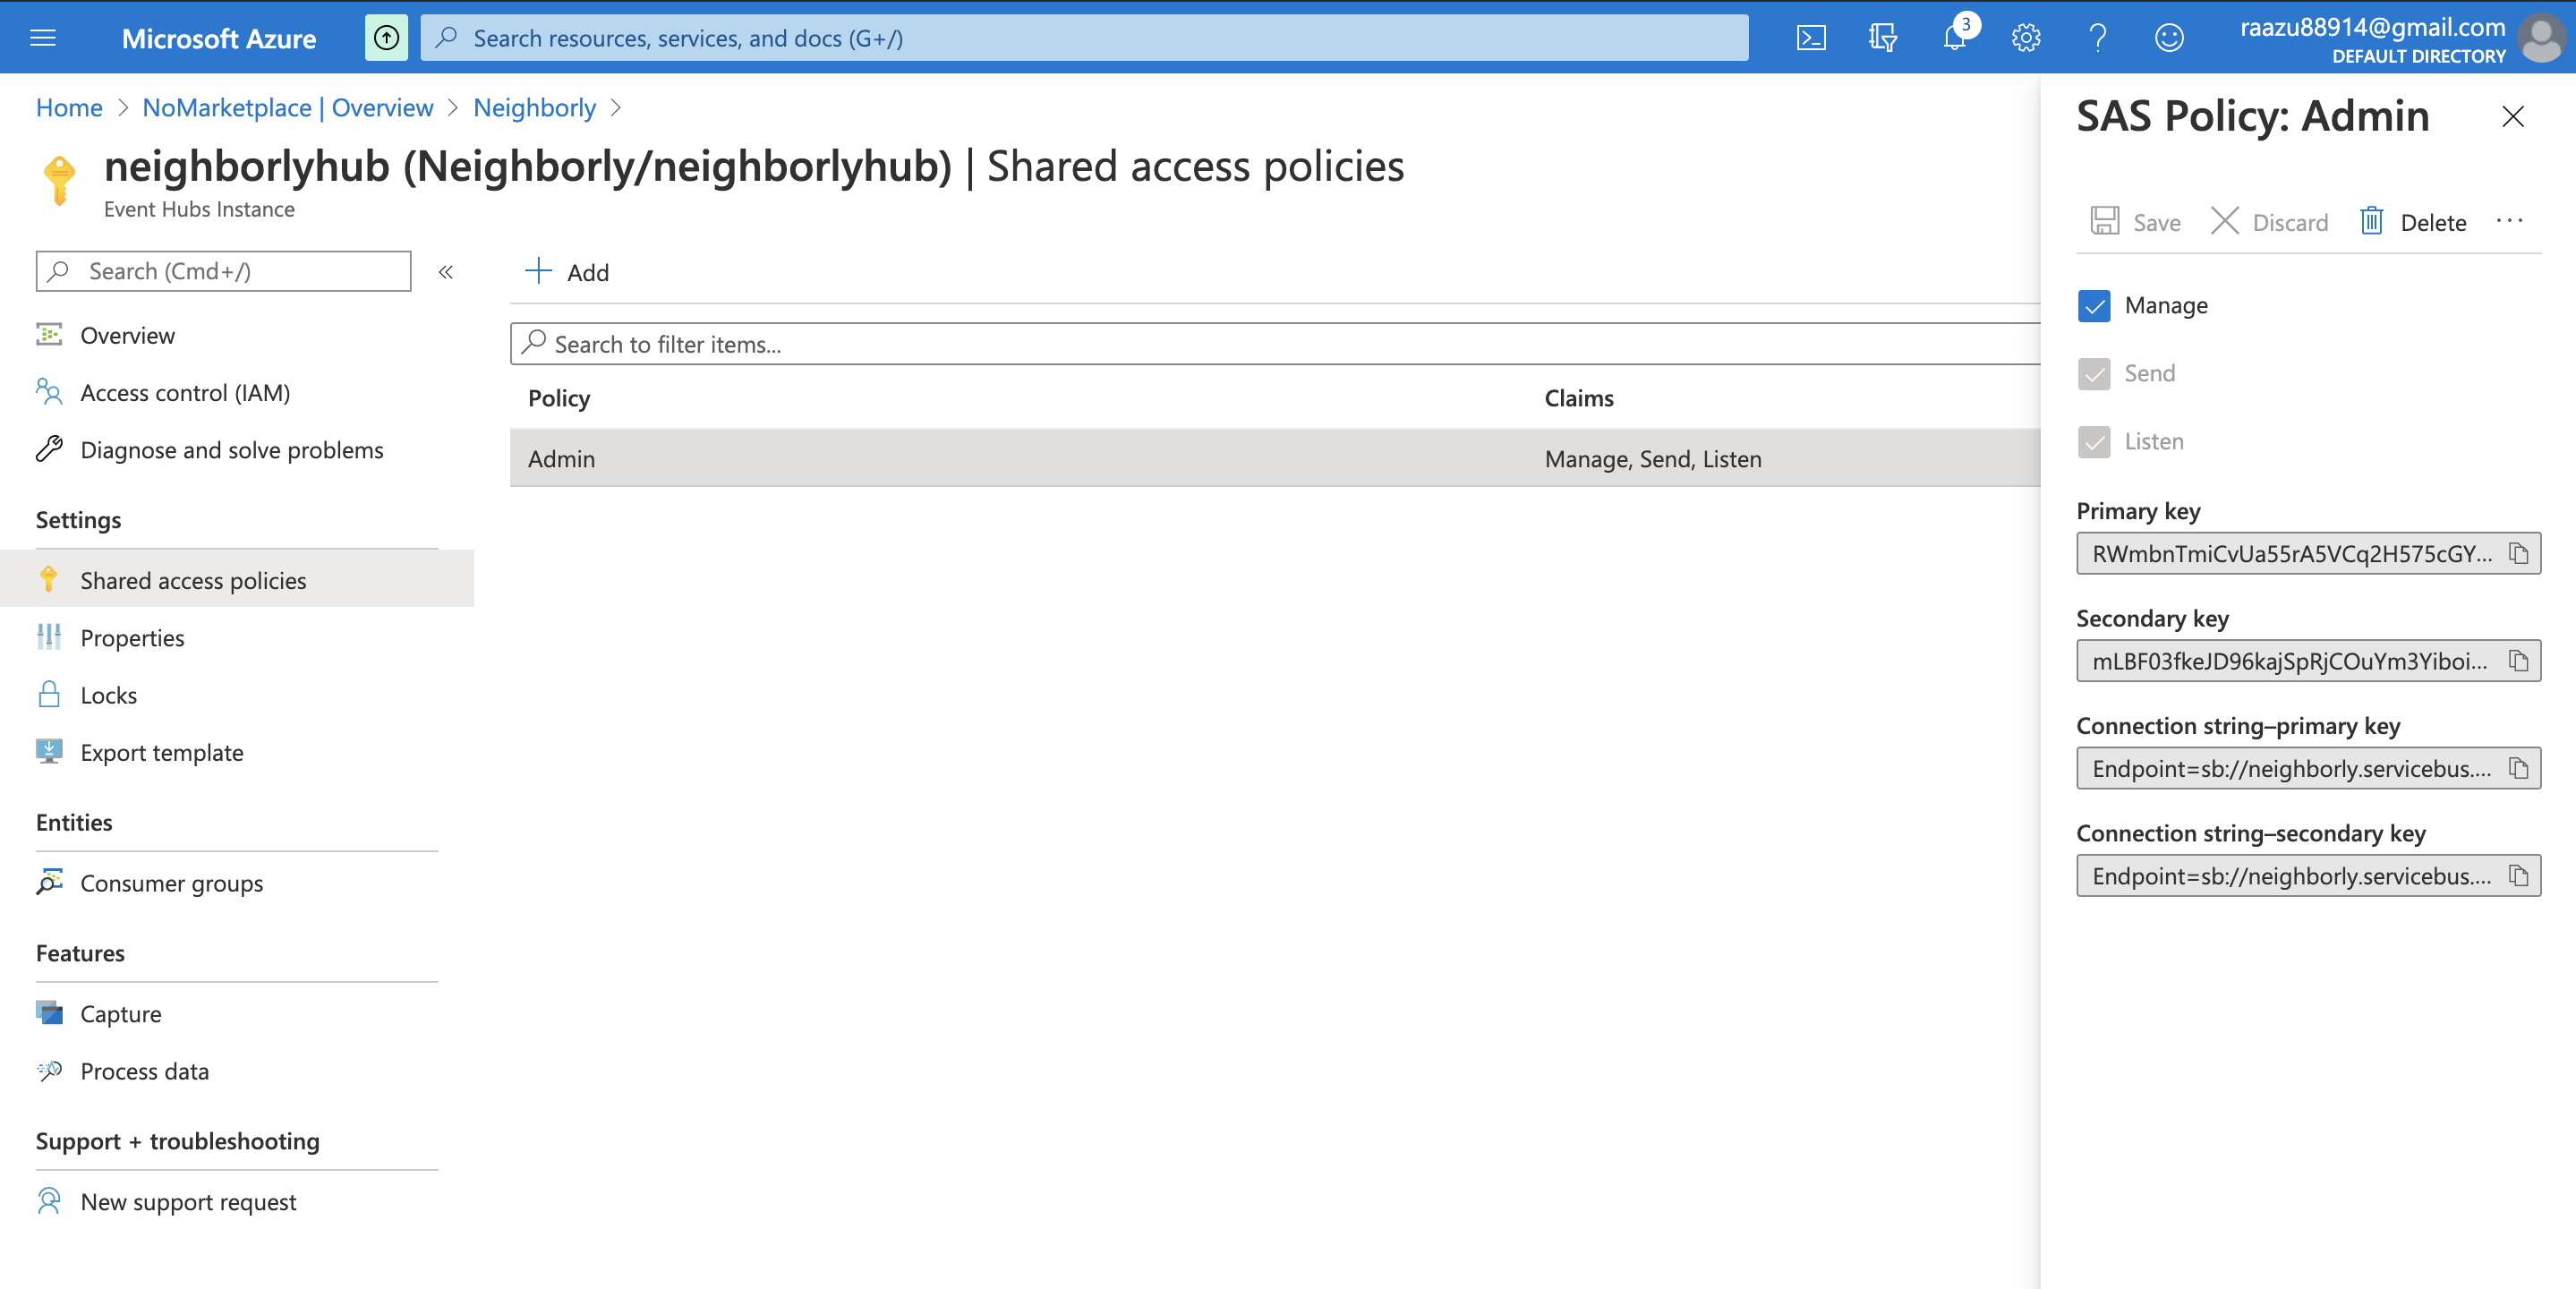 Microsoft Azure
Search resources, services, and docs (G+/)
3
raazu88914@gmail.com
DEFAULT DIRECTORY
Home > NoMarketplace | Overview > Neighborly >
neighborlyhub (Neighborly/neighborlyhub) | Shared access policies
Event Hubs Instance
Search (Cmd+/)
«
Overview
Access control (IAM)
Diagnose and solve problems
Settings
Shared access policies
Properties
Locks
Export template
Entities
Consumer groups
Features
Capture
Process data
Support + troubleshooting
New support request
Add
Search to filter items...
Policy Claims
Admin Manage, Send, Listen
SAS Policy: Admin
Save Discard Delete ...
Manage
Send
Listen
Primary key
RWmbnTmiCvUa55rA5VCq2H575cGY...
Secondary key
mLBF03fkeJD96kajSpRjCOuYm3Yiboi...
Connection string–primary key
Endpoint=sb://neighborly.servicebus....
Connection string–secondary key
Endpoint=sb://neighborly.servicebus....